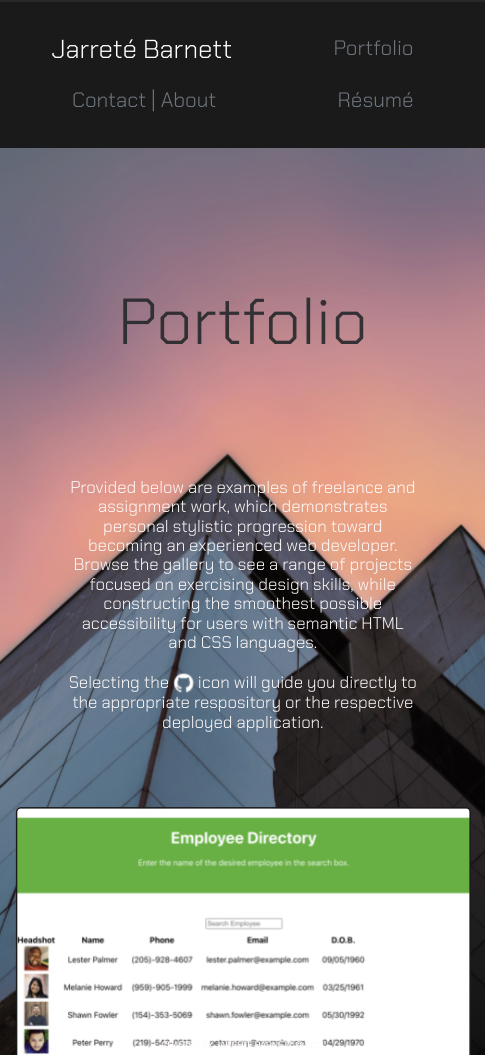 Jarreté Barnett
Portfolio
Contact | About
Résumé
Portfolio
Provided below are examples of freelance and
assignment work, which demonstrates
personal stylistic progression toward
becoming an experienced web developer.
Browse the gallery to see a range of projects
focused on exercising design skills, while
constructing the smoothest possible
accessibility for users with semantic HTML
and CSS languages.
Selecting the icon will guide you directly to
the appropriate respository or the respective
deployed application.
Employee Directory
Enter the name of the desired employee in the search box.
Search Employee
Headshot Name Phone Email D.O.B.
Lester Palmer (205)-928-4607 lester.palmer@example.com 09/05/1960
Melanie Howard (959)-905-1999 melanie.howard@example.com 03/25/1961
Shawn Fowler (154)-353-5069 shawn.fowler@example.com 05/30/1992
Peter Perry (219)-542-0513 peter.perry@example.com 04/29/1970